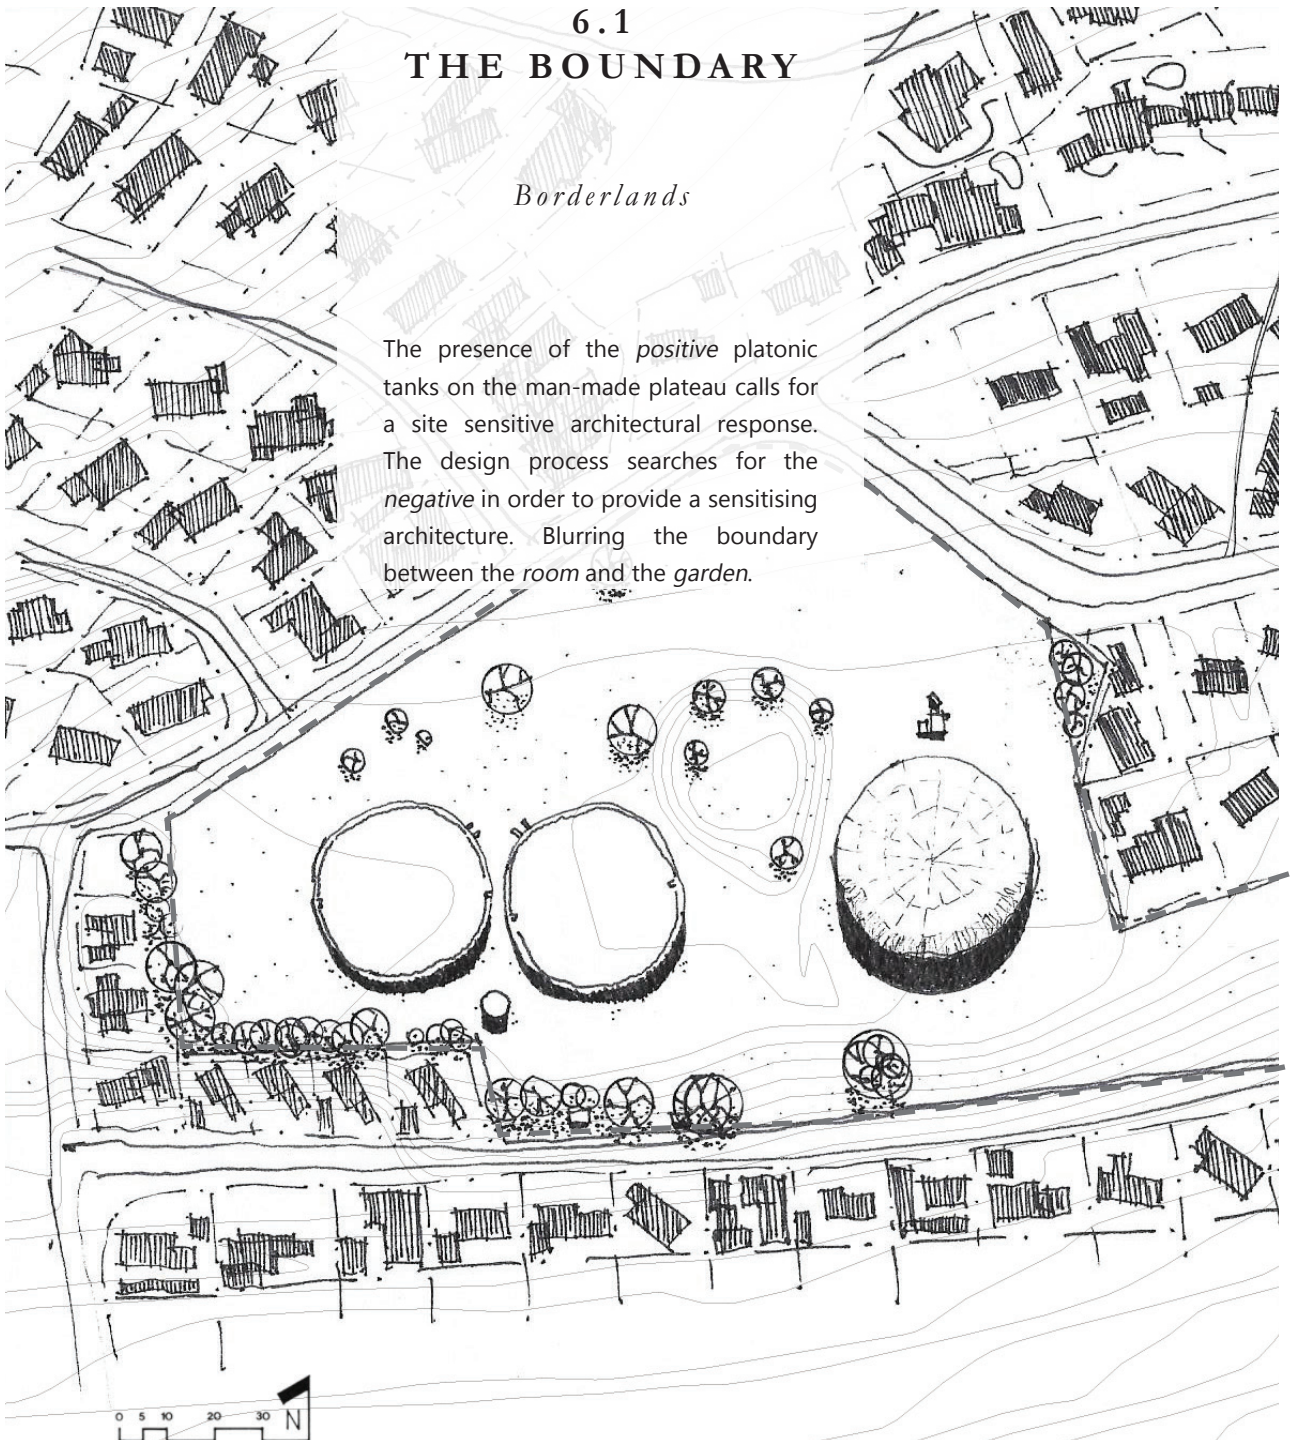 6.1
THE BOUNDARY
Borderlands
The presence of the positive platonic
tanks on the man-made plateau calls for
a site sensitive architectural response.
The design process searches for the
negative in order to provide a sensitising
architecture. Blurring the boundary
between the room and the garden.
0 5 10 20 30 N